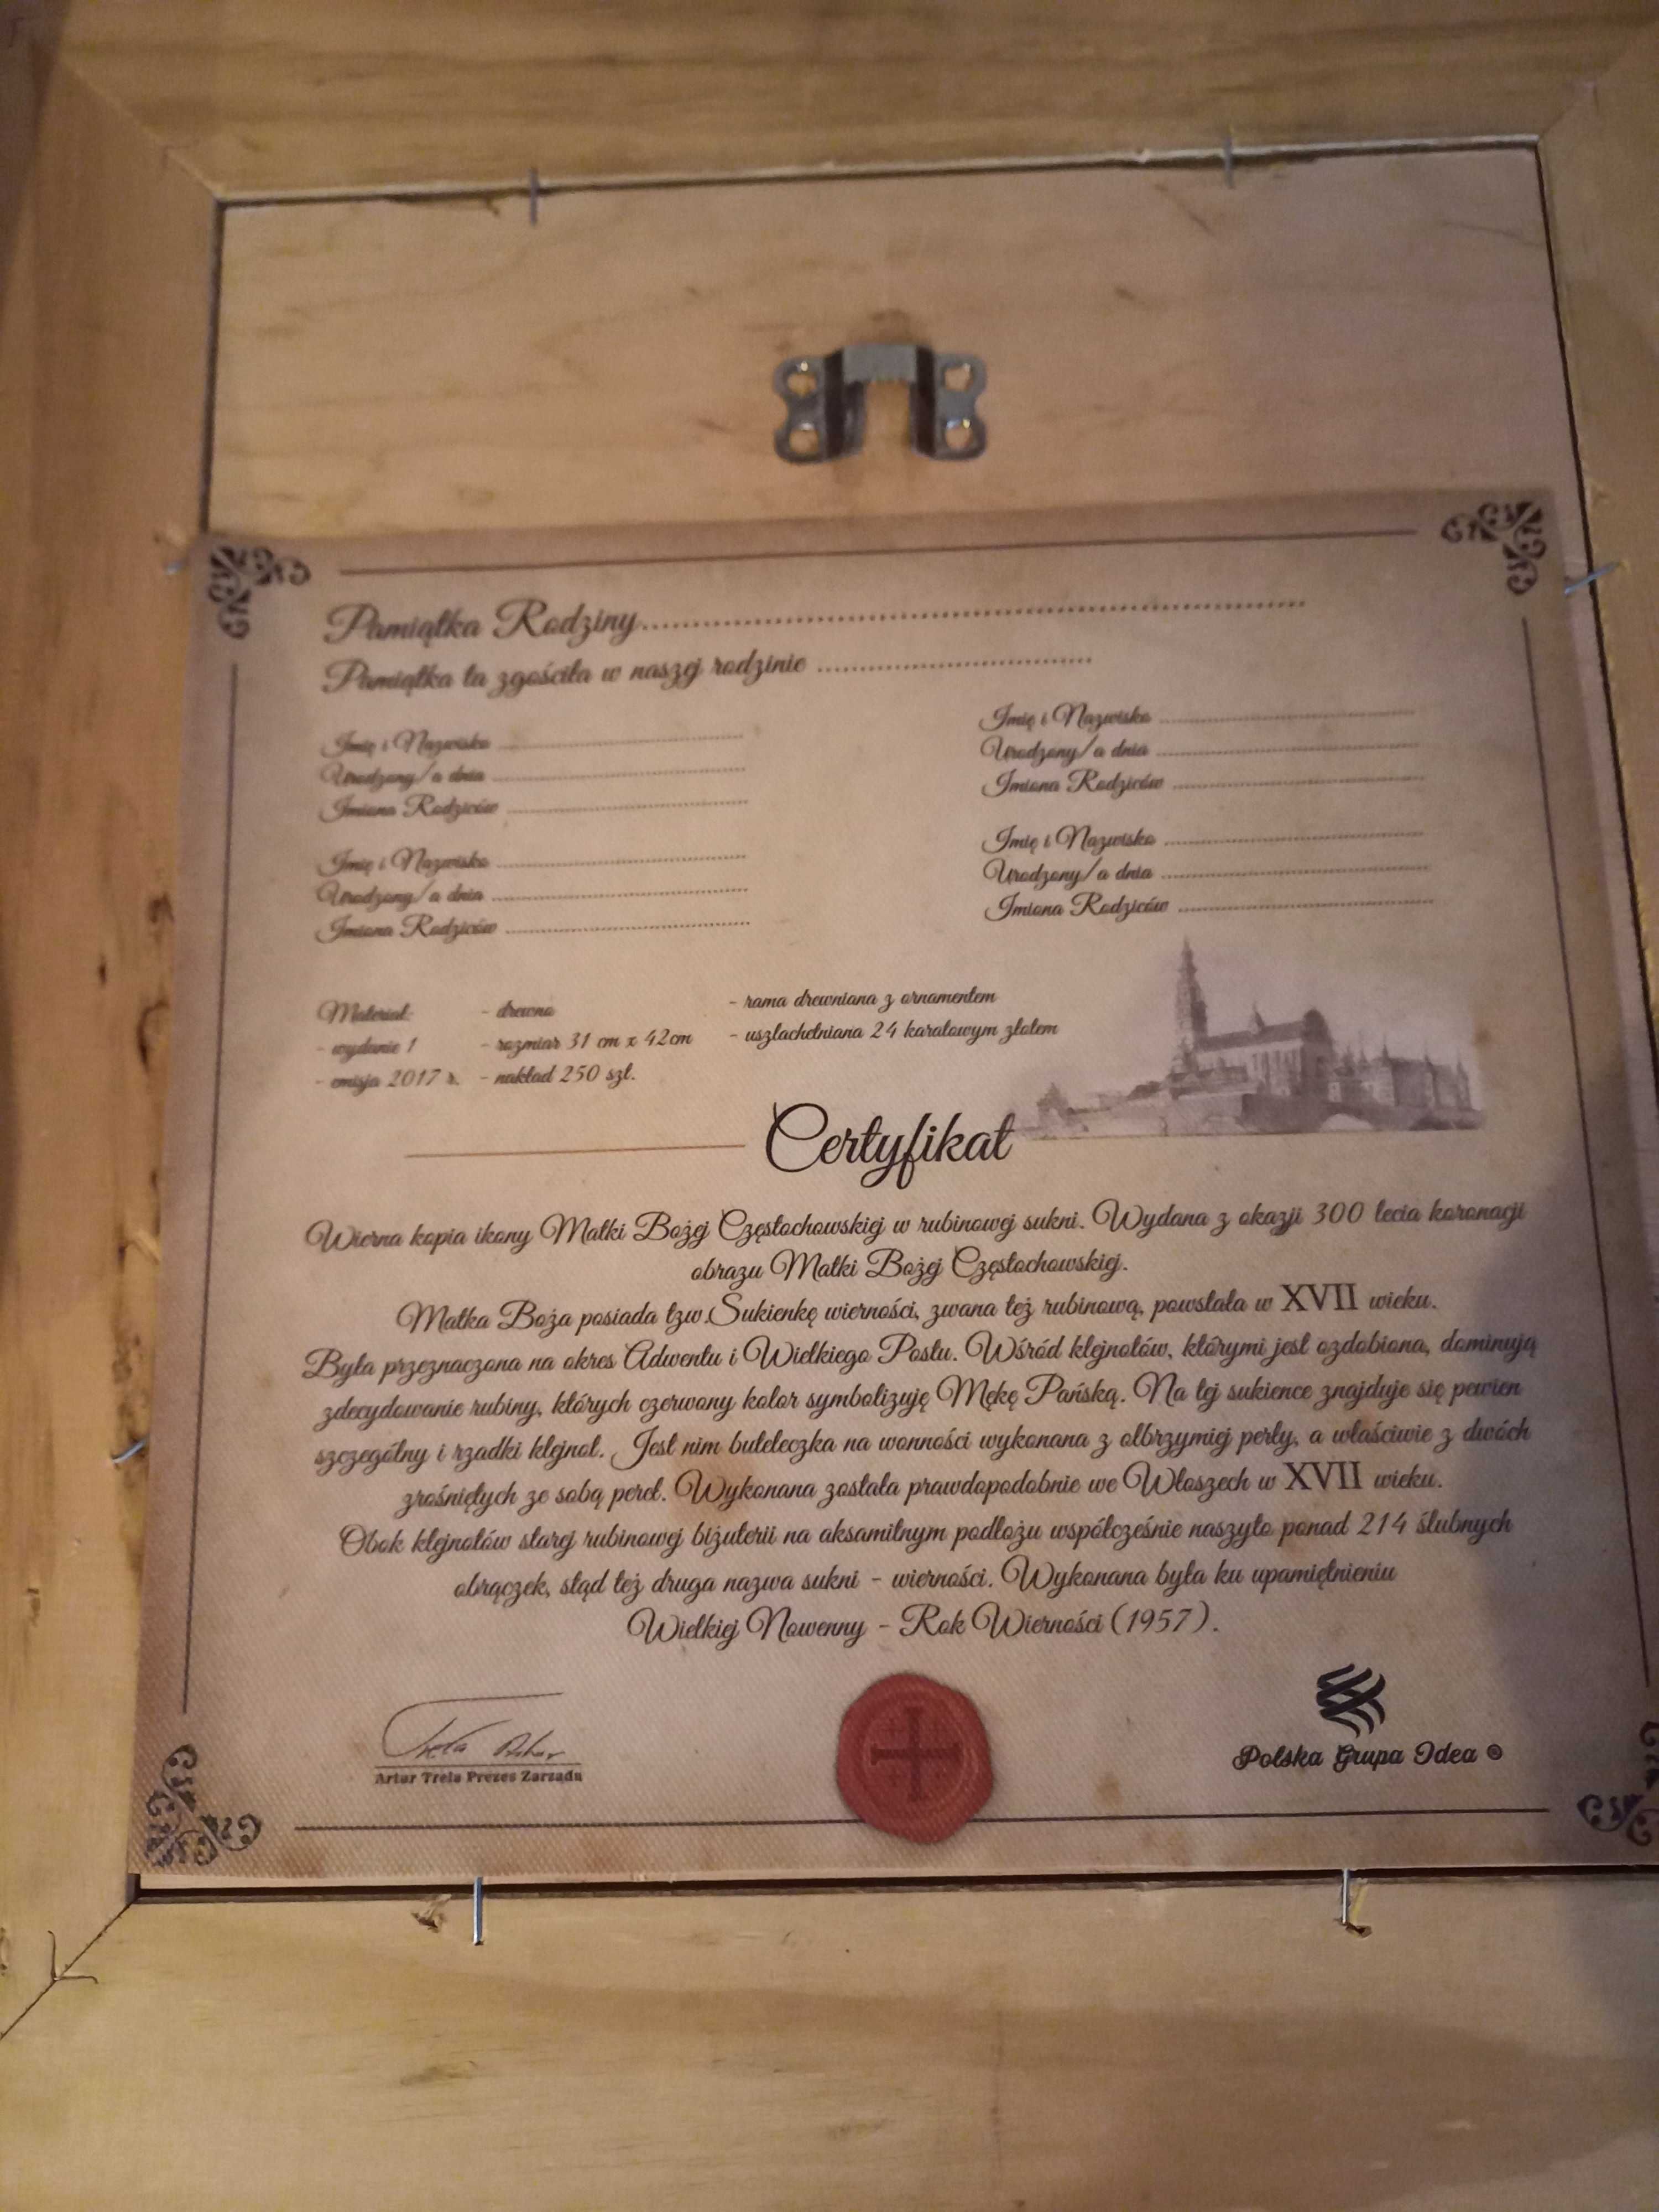 Pamiątka Rodziny........................................................................
Pamiątka ta zgościła w naszej rodzinie ................................
Imię i Nazwisko ........................................
Urodzony/a dnia ........................................
Imiona Rodziców ........................................
Imię i Nazwisko ........................................
Urodzony/a dnia ........................................
Imiona Rodziców ........................................
Imię i Nazwisko ........................................
Urodzony/a dnia ........................................
Imiona Rodziców ........................................
Imię i Nazwisko ........................................
Urodzony/a dnia ........................................
Imiona Rodziców ........................................
Materiał: - drewno - rama drewniana z ornamentem
- wydanie 1 - rozmiar 31 cm x 42cm - uszlachetniana 24 karatowym złotem
- emisja 2017 r. - nakład 250 szt.
Certyfikat
Wierna kopia ikony Matki Bożej Częstochowskiej w rubinowej sukni. Wydana z okazji 300 lecia koronacji
obrazu Matki Bożej Częstochowskiej.
Matka Boża posiada tzw.Sukienkę wierności, zwana też rubinową, powstała w XVII wieku.
Była przeznaczona na okres Adwentu i Wielkiego Postu. Wśród klejnotów, którymi jest ozdobiona, dominują
zdecydowanie rubiny, których czerwony kolor symbolizuję Mękę Pańską. Na tej sukience znajduje się pewien
szczególny i rzadki klejnot. Jest nim buteleczka na wonności wykonana z olbrzymiej perły, a właściwie z dwóch
zrośniętych ze sobą pereł. Wykonana została prawdopodobnie we Włoszech w XVII wieku.
Obok klejnotów starej rubinowej biżuterii na aksamitnym podłożu współcześnie naszyto ponad 214 ślubnych
obrączek, stąd też druga nazwa sukni - wierności. Wykonana była ku upamiętnieniu
Wielkiej Nowenny - Rok Wierności (1957).
Trela Artur
Artur Trela Prezes Zarządu
Polska Grupa Idea ®